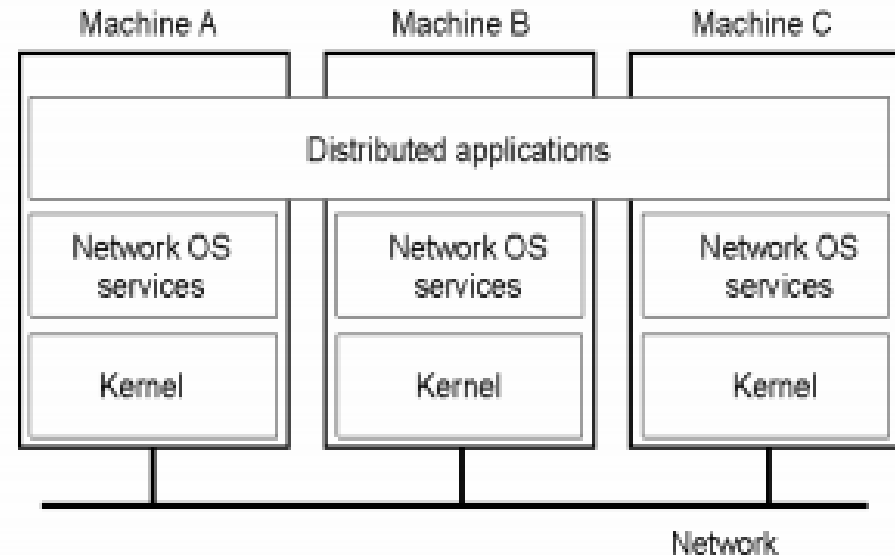 Machine A
Machine B
Machine C
Distributed applications
Network OS
services
Network OS
services
Network OS
services
Kernel
Kernel
Kernel
Network